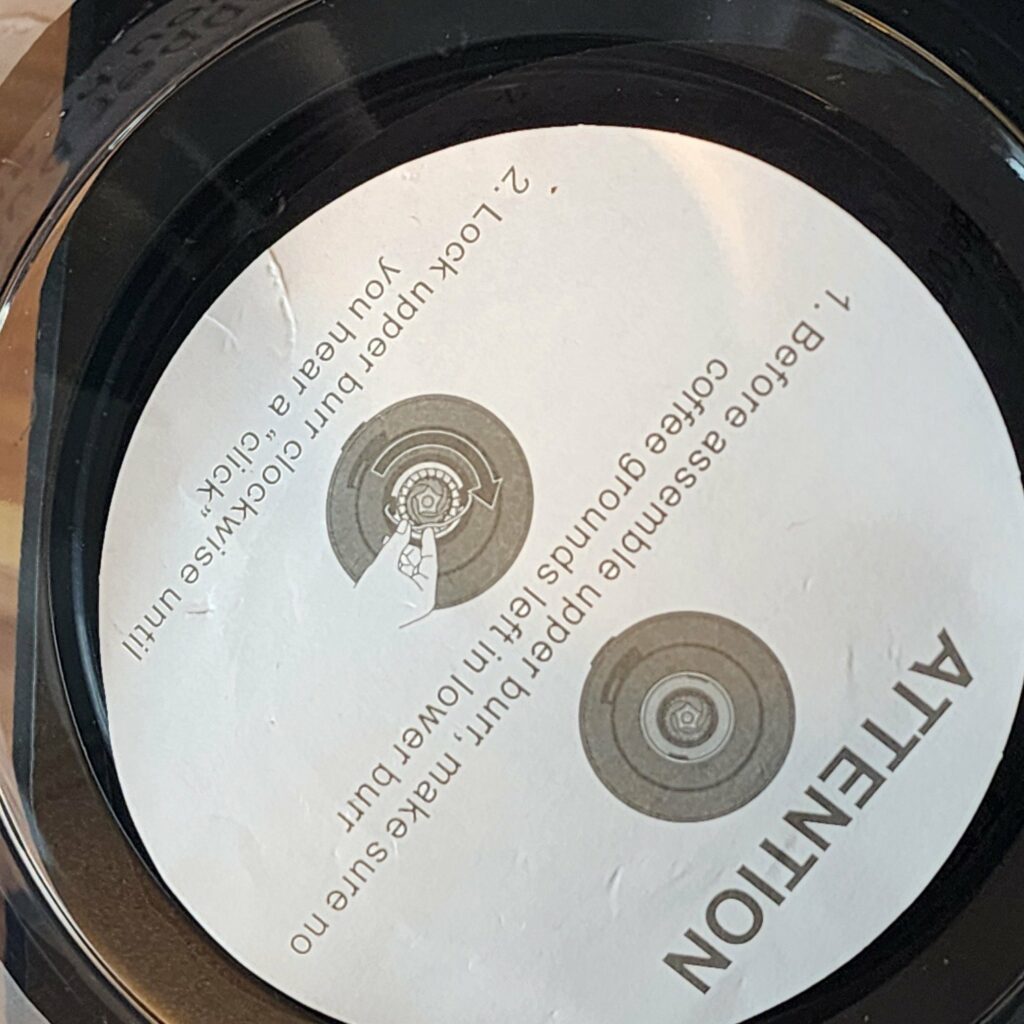 ATTENTION
1. Before assemble upper burr, make sure no
coffee grounds left in lower burr
2. Lock upper burr clockwise until
you hear a “click”